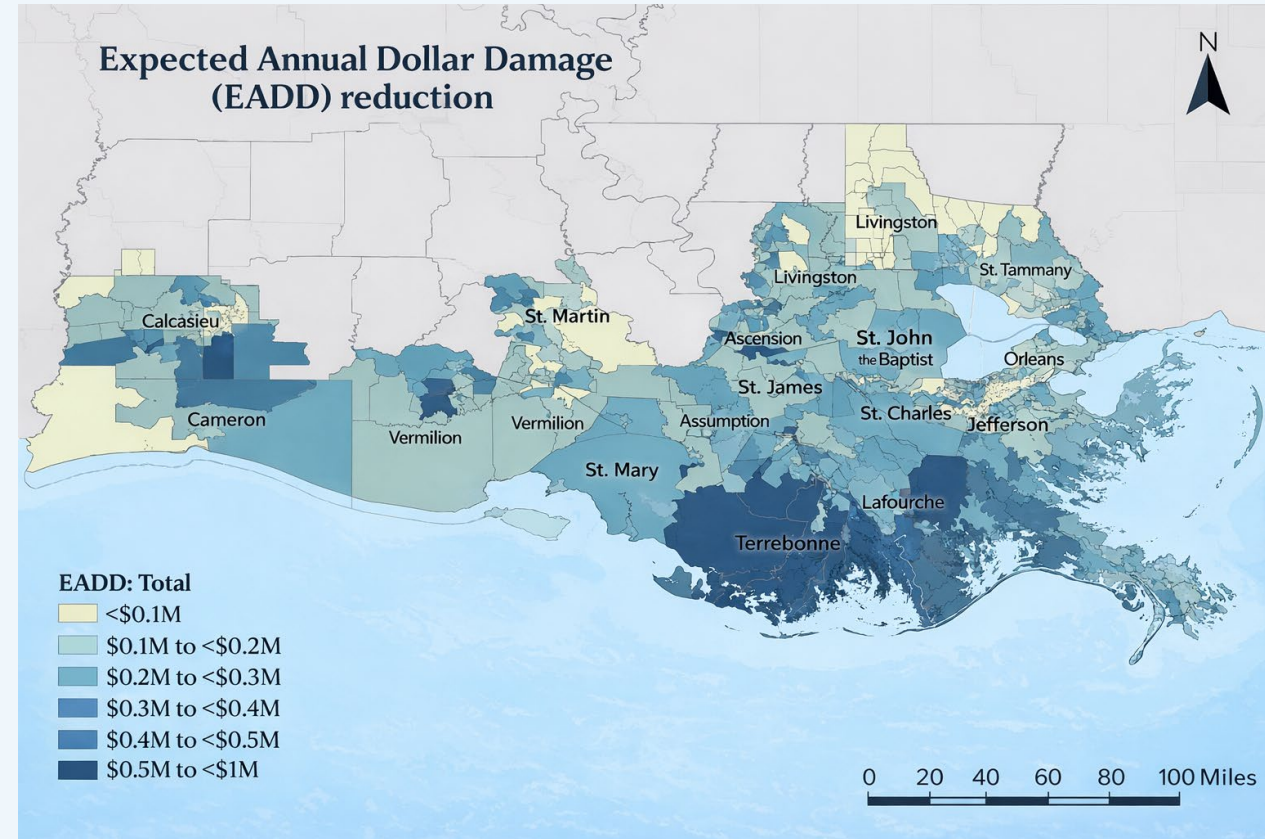 Expected Annual Dollar Damage
(EADD) reduction
N
Livingston
St. Tammany
Livingston
St. Martin
Calcasieu
Ascension
St. John
the Baptist
Orleans
St. James
Cameron
Vermilion
Vermilion
Assumption
St. Charles
Jefferson
St. Mary
Lafourche
Terrebonne
EADD: Total
<$0.1M
$0.1M to <$0.2M
$0.2M to <$0.3M
$0.3M to <$0.4M
$0.4M to <$0.5M
$0.5M to <$1M
0 20 40 60 80 100 Miles